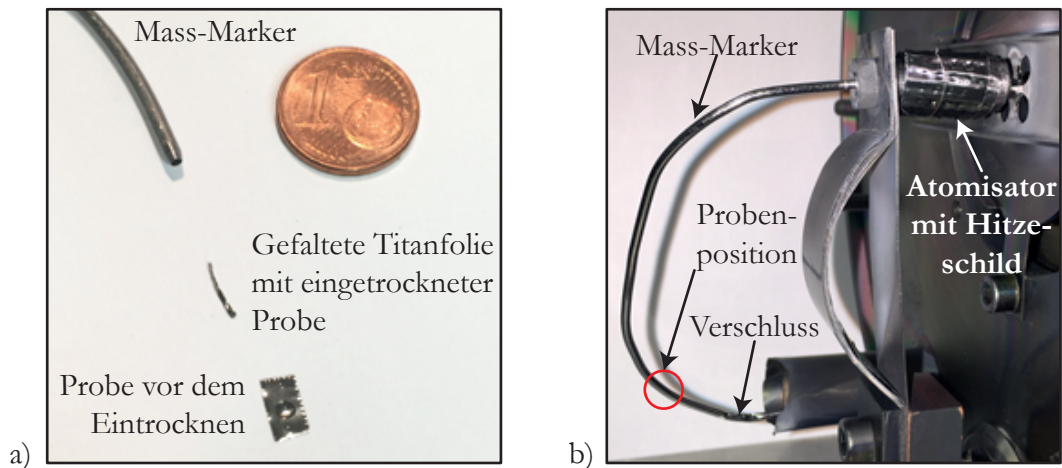 a)
Mass-Marker
1
Gefaltete Titanfolie
mit eingetrockneter
Probe
Probe vor dem
Eintrocknen
b)
Mass-Marker
Atomisator
mit Hitze-
schild
Proben-
position
Verschluss